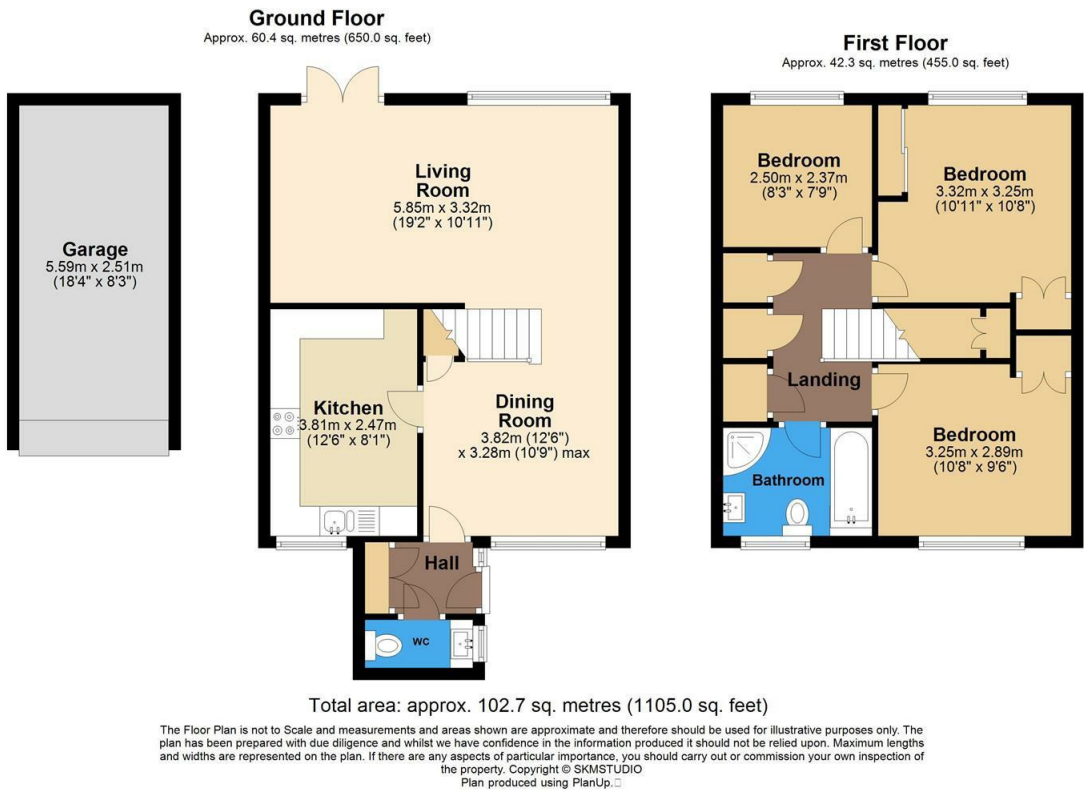 Ground Floor
Approx. 60.4 sq. metres (650.0 sq. feet)
First Floor
Approx. 42.3 sq. metres (455.0 sq. feet)
Garage
5.59m x 2.51m
(18'4" x 8'3")
Living
Room
5.85m x 3.32m
(19'2" x 10'11")
Kitchen
3.81m x 2.47m
(12'6" x 8'1")
Dining
Room
3.82m (12'6")
x 3.28m (10'9") max
Hall
WC
Bedroom
2.50m x 2.37m
(8'3" x 7'9")
Bedroom
3.32m x 3.25m
(10'11" x 10'8")
Landing
Bedroom
3.25m x 2.89m
(10'8" x 9'6")
Bathroom
Total area: approx. 102.7 sq. metres (1105.0 sq. feet)
The Floor Plan is not to Scale and measurements and areas shown are approximate and therefore should be used for illustrative purposes only. The
plan has been prepared with due diligence and whilst we have confidence in the information produced it should not be relied upon. Maximum lengths
and widths are represented on the plan. If there are any aspects of particular importance, you should carry out or commission your own inspection of
the property. Copyright © SKMSTUDIO
Plan produced using PlanUp.